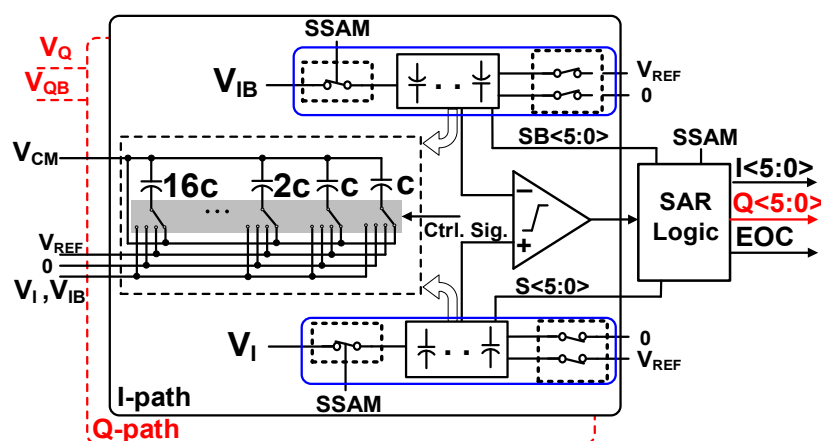 SSAM
V_Q
V_IB
V_REF
0
V_QB
SB<5:0>
SSAM
V_CM
16c
2c
c
c
I<5:0>
...
SAR
Logic
Q<5:0>
Ctrl. Sig.
EOC
V_REF
0
V_I ,V_IB
S<5:0>
V_I
0
V_REF
SSAM
I-path
Q-path